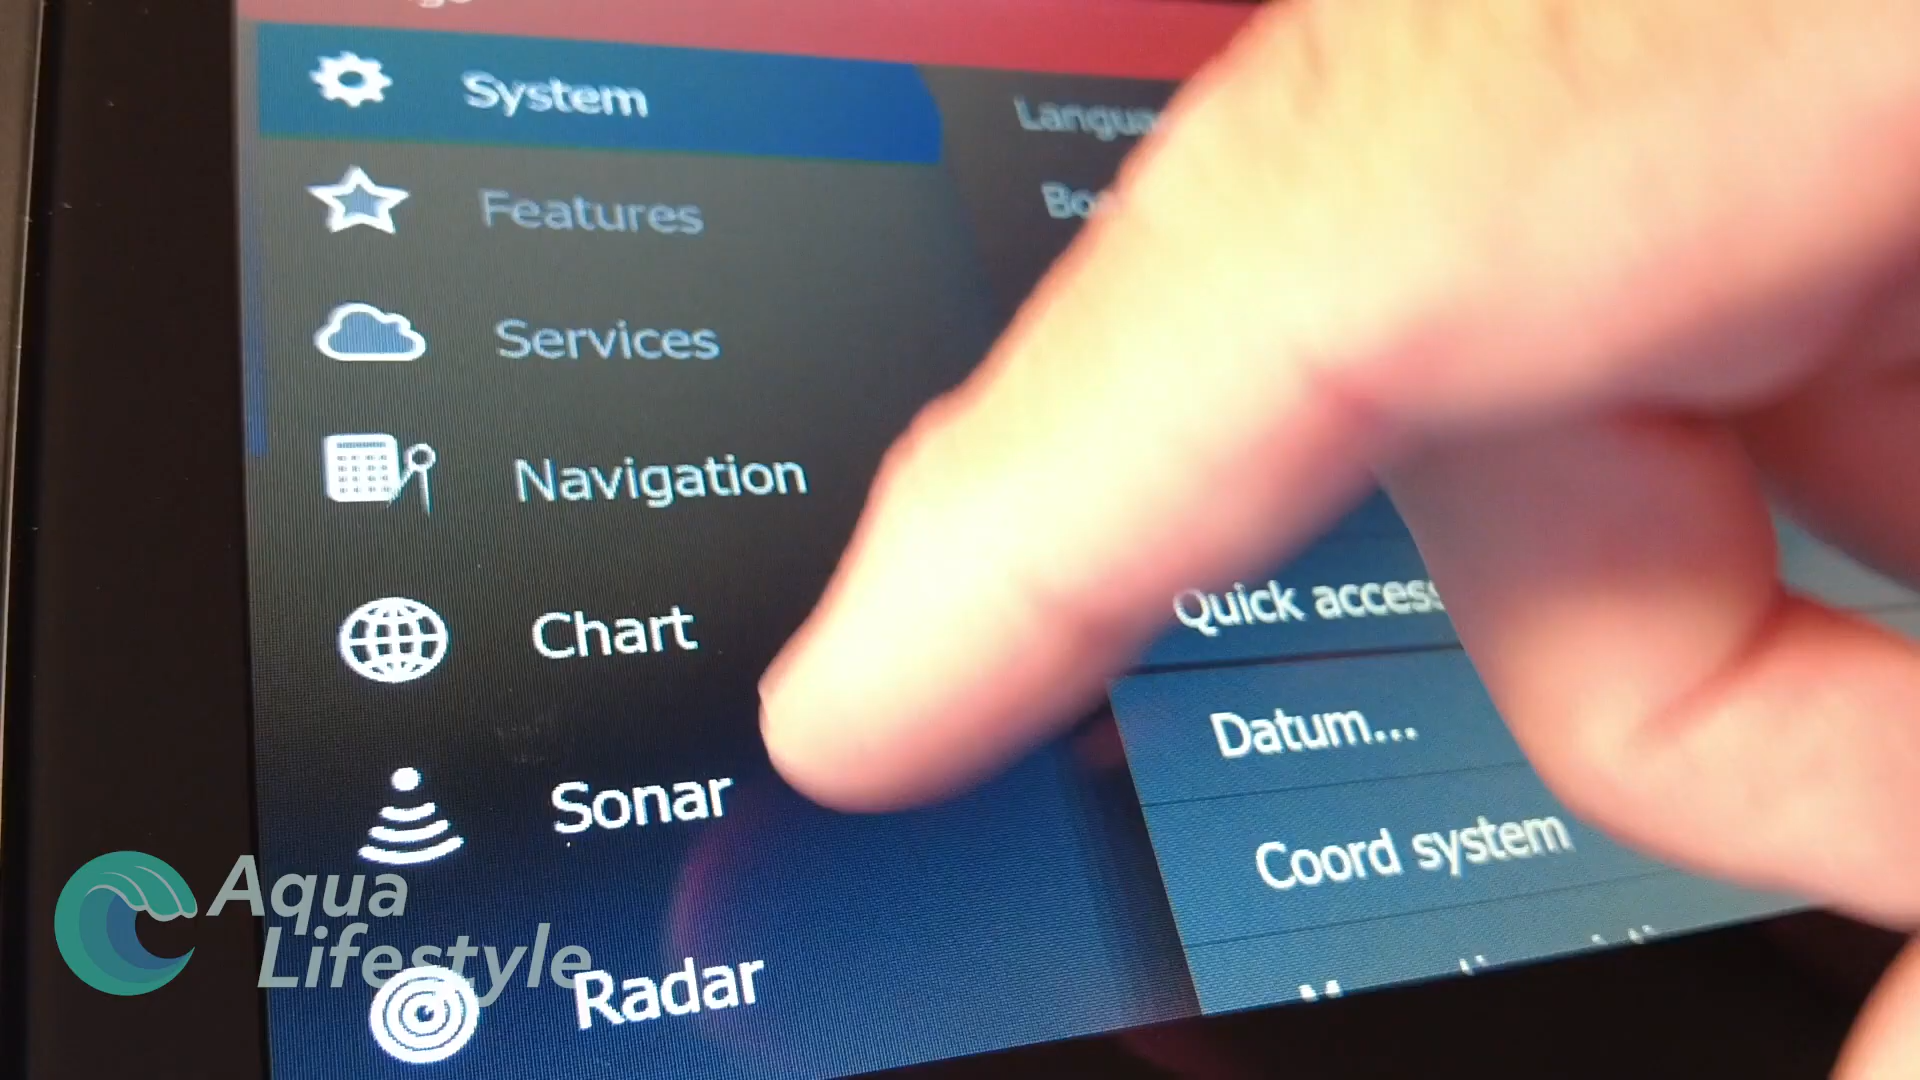 System
Features
Services
Navigation
Chart
Sonar
Radar
Quick access
Datum...
Coord system
Aqua
Lifestyle